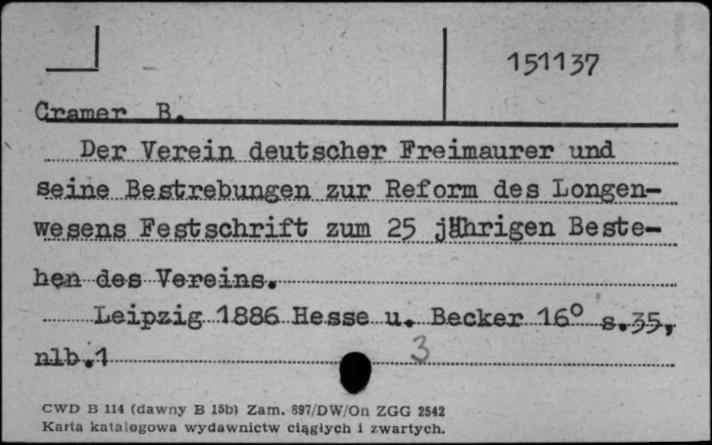 151137
Cramer B.
Der Verein deutscher Freimaurer und
seine Bestrebungen zur Reform des Longen-
wesens Festschrift zum 25 jährigen Beste-
hen des Vereins.
Leipzig 1886 Hesse u. Becker 16° s.35,
nlb.1
3
CWD B 114 (dawny B 15b) Zam. 897/DW/On ZGG 2542
Karta katalogowa wydawnictw ciągłych i zwartych.